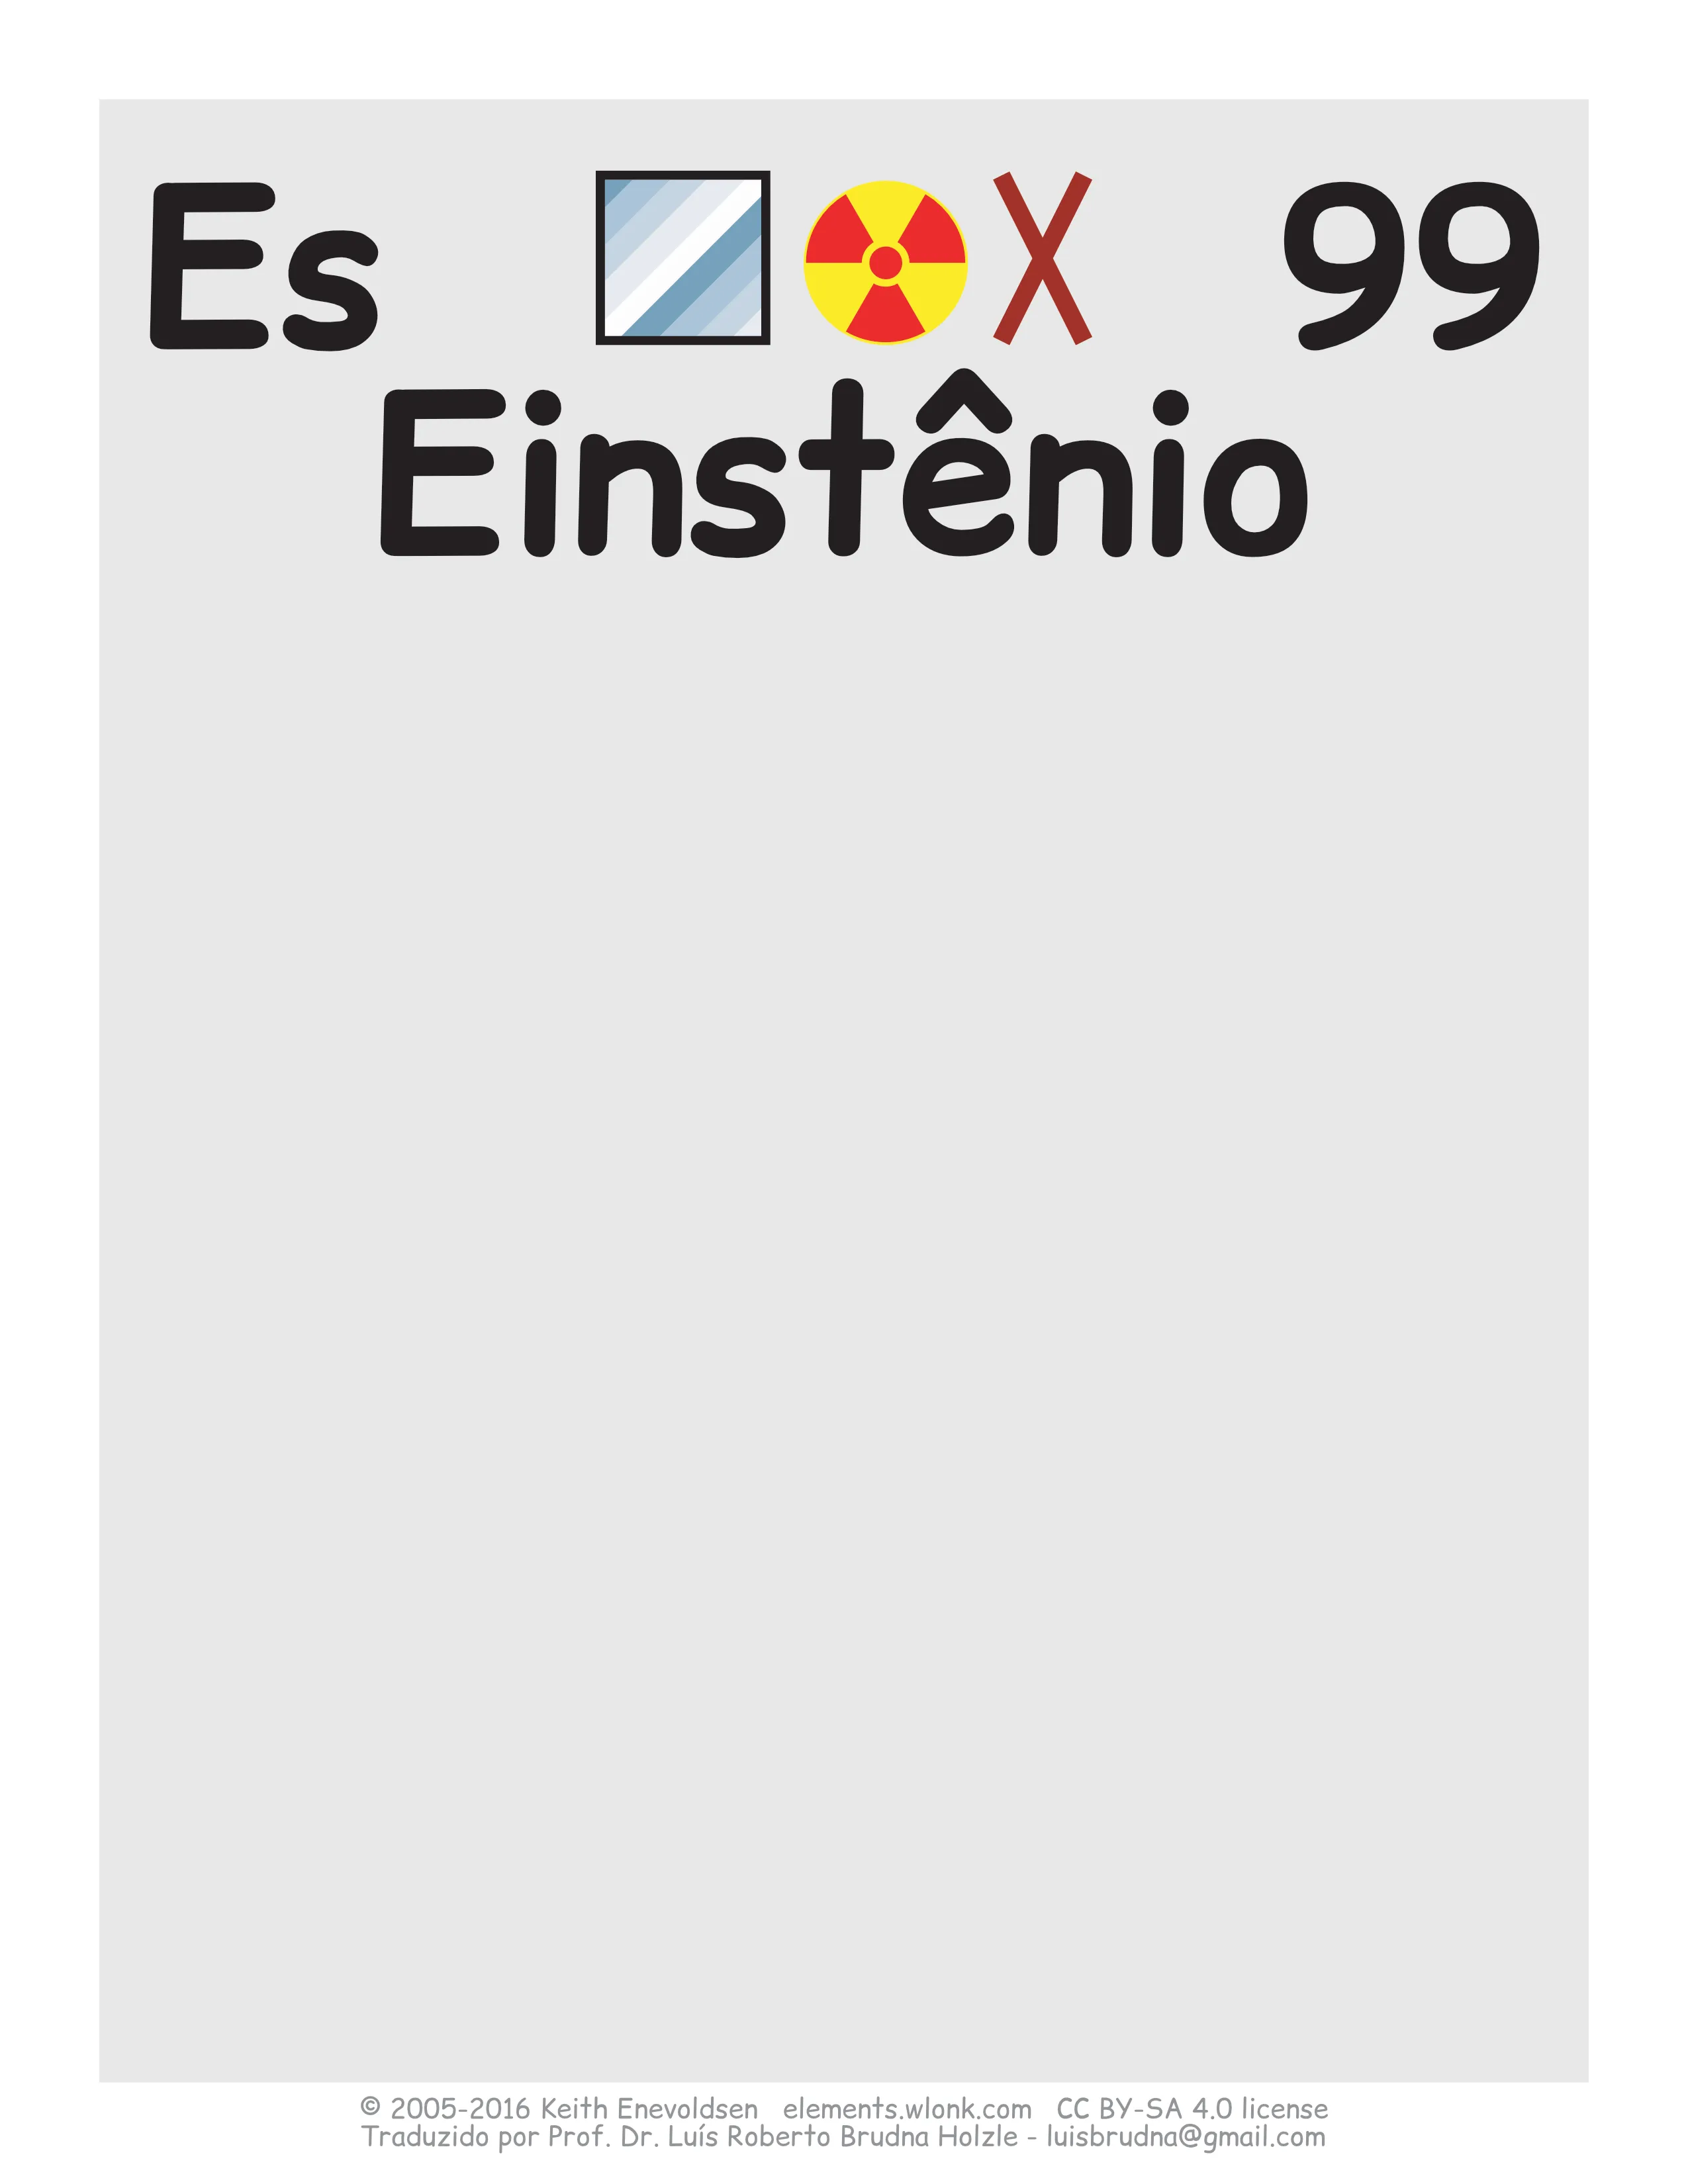 Es 99
Einstênio
© 2005-2016 Keith Enevoldsen elements.wlonk.com CC BY-SA 4.0 license
Traduzido por Prof. Dr. Luís Roberto Brudna Holzle - luisbrudna@gmail.com